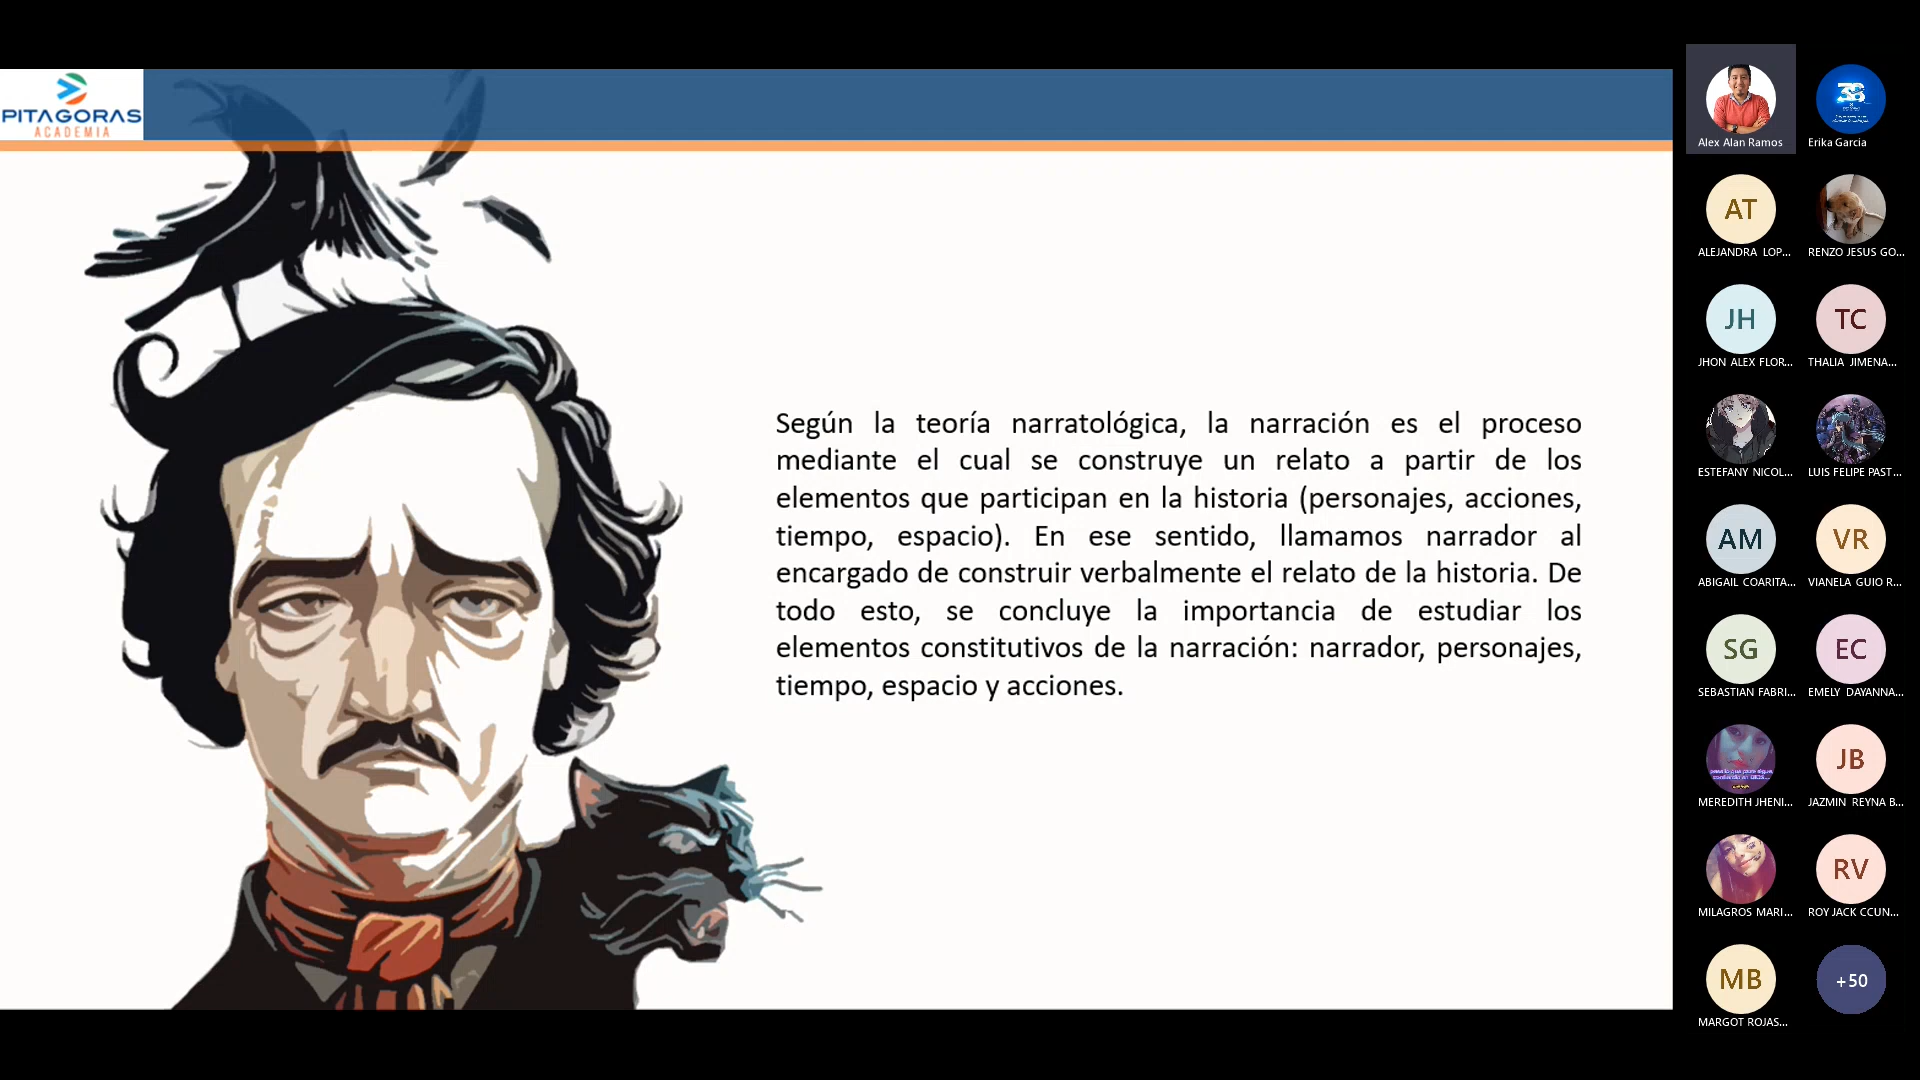 PITAGORAS
ACADEMIA
Según la teoría narratológica, la narración es el proceso
mediante el cual se construye un relato a partir de los
elementos que participan en la historia (personajes, acciones,
tiempo, espacio). En ese sentido, llamamos narrador al
encargado de construir verbalmente el relato de la historia. De
todo esto, se concluye la importancia de estudiar los
elementos constitutivos de la narración: narrador, personajes,
tiempo, espacio y acciones.
Alex Alan Ramos
38
Erika Garcia
AT
ALEJANDRA LOP...
RENZO JESUS GO...
JH
JHON ALEX FLOR...
TC
THALIA JIMENA...
ESTEFANY NICOL...
LUIS FELIPE PAST...
AM
ABIGAIL COARITA...
VR
VIANELA GUIO R...
SG
SEBASTIAN FABRI...
EC
EMELY DAYANNA...
MEREDITH JHENI...
JB
JAZMIN REYNA B...
MILAGROS MARI...
RV
ROY JACK CCUN...
MB
MARGOT ROJAS...
+50